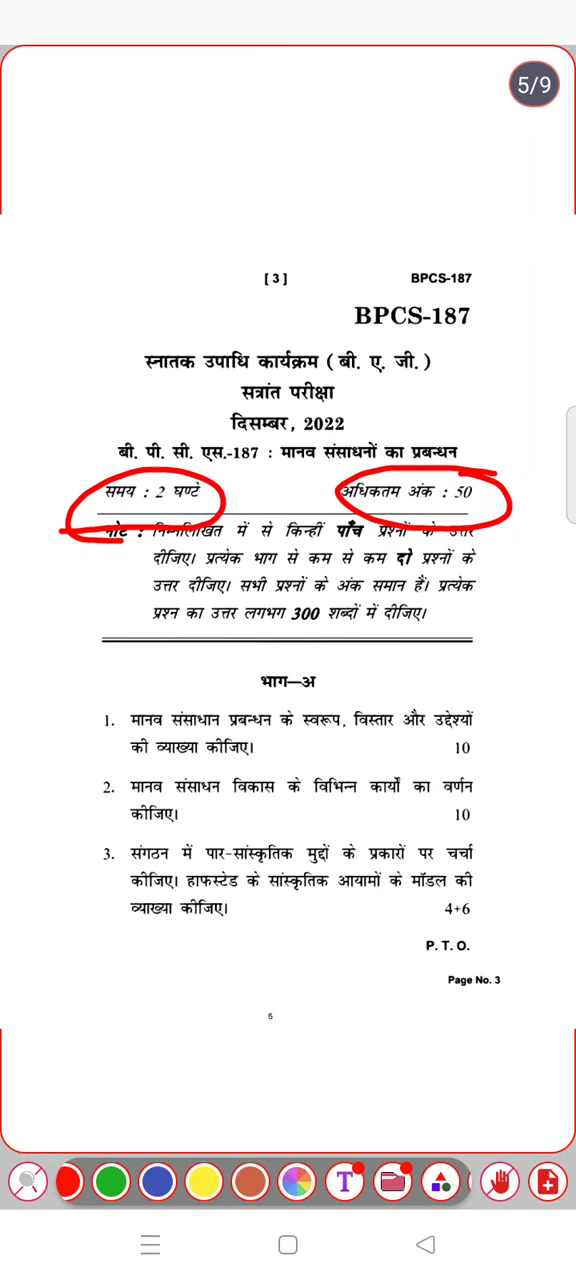 5/9
[ 3 ] BPCS-187
BPCS-187
स्नातक उपाधि कार्यक्रम ( बी. ए. जी. )
सत्रांत परीक्षा
दिसम्बर, 2022
बी. पी. सी. एस.-187 : मानव संसाधनों का प्रबन्धन
समय : 2 घण्टे अधिकतम अंक : 50
नोट : निम्नलिखित में से किन्हीं पाँच प्रश्नों के उत्तर
दीजिए। प्रत्येक भाग से कम से कम दो प्रश्नों के
उत्तर दीजिए। सभी प्रश्नों के अंक समान हैं। प्रत्येक
प्रश्न का उत्तर लगभग 300 शब्दों में दीजिए।
भाग—अ
1. मानव संसाधान प्रबन्धन के स्वरूप, विस्तार और उद्देश्यों
की व्याख्या कीजिए। 10
2. मानव संसाधन विकास के विभिन्न कार्यों का वर्णन
कीजिए। 10
3. संगठन में पार-सांस्कृतिक मुद्दों के प्रकारों पर चर्चा
कीजिए। हाफस्टेड के सांस्कृतिक आयामों के मॉडल की
व्याख्या कीजिए। 4+6
P. T. O.
Page No. 3
5
T